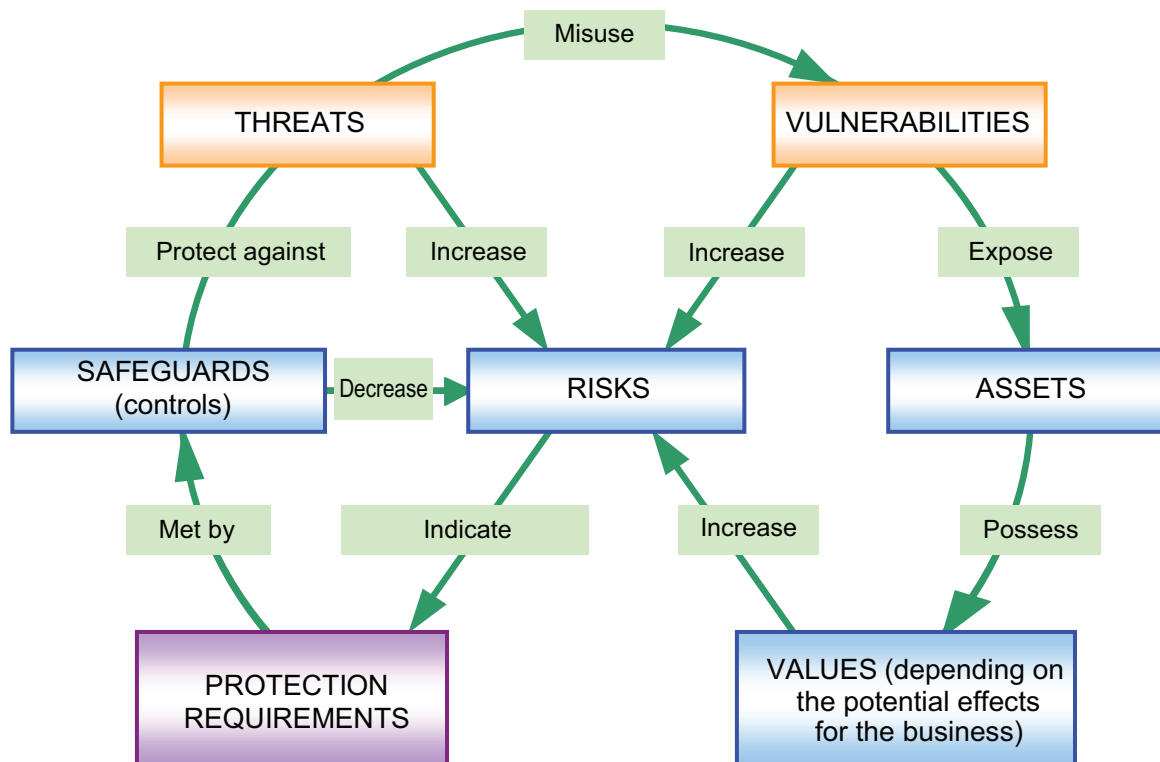 Misuse
THREATS
VULNERABILITIES
Protect against
Increase
Increase
Expose
SAFEGUARDS
(controls)
Decrease
RISKS
ASSETS
Met by
Indicate
Increase
Possess
PROTECTION
REQUIREMENTS
VALUES (depending on
the potential effects
for the business)